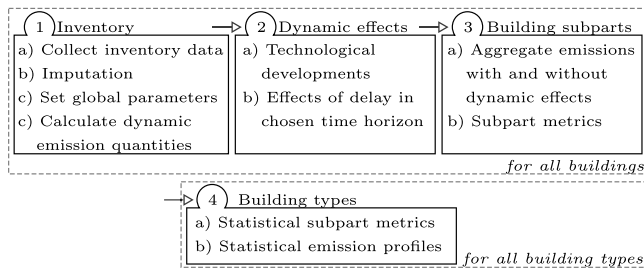 1 Inventory
a) Collect inventory data
b) Imputation
c) Set global parameters
c) Calculate dynamic
emission quantities
2 Dynamic effects
a) Technological
developments
b) Effects of delay in
chosen time horizon
3 Building subparts
a) Aggregate emissions
with and without
dynamic effects
b) Subpart metrics
for all buildings
4 Building types
a) Statistical subpart metrics
b) Statistical emission profiles
for all building types